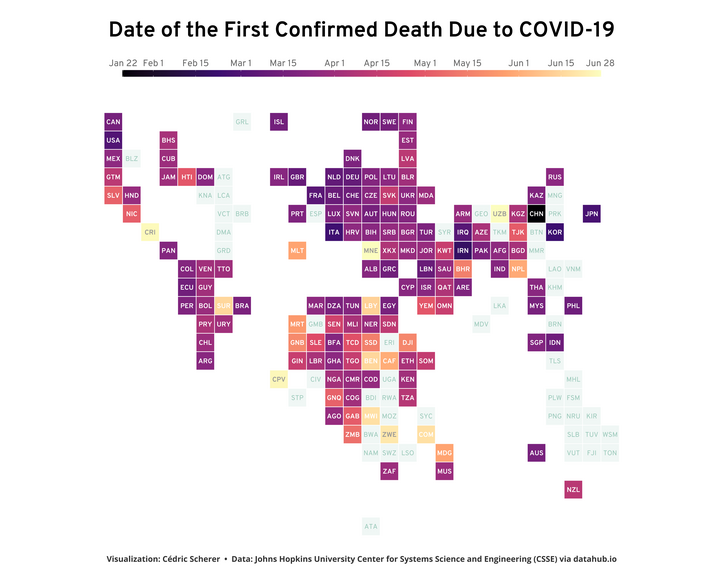 Date of the First Confirmed Death Due to COVID-19
Jan 22 Feb 1 Feb 15 Mar 1 Mar 15 Apr 1 Apr 15 May 1 May 15 Jun 1 Jun 15 Jun 28
CAN GRL ISL NOR SWE FIN
USA BHS EST
MEX BLZ CUB DNK LVA
GTM JAM HTI DOM ATG IRL GBR NLD DEU POL LTU BLR RUS
SLV HND KNA LCA FRA BEL CHE CZE SVK UKR MDA KAZ MNG
NIC VCT BRB PRT ESP LUX SVN AUT HUN ROU ARM GEO UZB KGZ CHN PRK JPN
CRI DMA ITA HRV BIH SRB BGR TUR SYR IRQ AZE TKM TJK BTN KOR
PAN GRD MLT MNE XKX MKD JOR KWT IRN PAK AFG BGD MMR
COL VEN TTO ALB GRC LBN SAU BHR IND NPL LAO VNM
ECU GUY CYP ISR QAT ARE THA KHM
PER BOL SUR BRA MAR DZA TUN LBY EGY YEM OMN LKA MYS PHL
PRY URY MRT GMB SEN MLI NER SDN MDV BRN
CHL GNB SLE BFA TCD SSD ERI DJI SGP IDN
ARG GIN LBR GHA TGO BEN CAF ETH SOM TLS
CPV CIV NGA CMR COD UGA KEN MHL
STP GNQ COG BDI RWA TZA PLW FSM
AGO GAB MWI MOZ SYC PNG NRU KIR
ZMB BWA ZWE COM SLB TUV WSM
NAM SWZ LSO MDG AUS VUT FJI TON
ZAF MUS
NZL
ATA
Visualization: Cédric Scherer • Data: Johns Hopkins University Center for Systems Science and Engineering (CSSE) via datahub.io